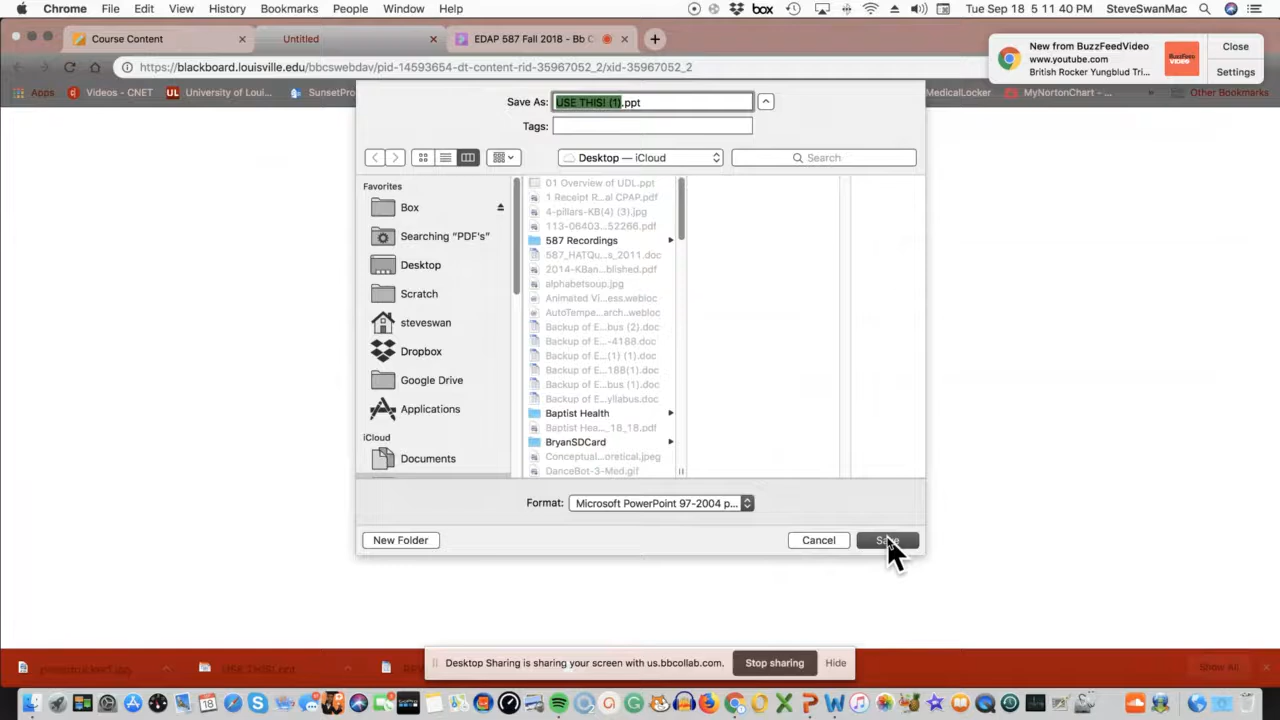 Chrome File Edit View History Bookmarks People Window Help box Tue Sep 18 5 11 40 PM SteveSwanMac
Course Content Untitled EDAP 587 Fall 2018 - Bb C
https://blackboard.louisville.edu/bbcswebdav/pid-14593654-dt-content-rid-35967052_2/xid-35967052_2
Apps Videos - CNET University of Loui... SunsetPro MedicalLocker MyNortonChart - ... » Other Bookmarks
New from BuzzFeedVideo
www.youtube.com
British Rocker Yungblud Tri...
Close
Settings
Save As: USE THIS! (1).ppt
Tags:
Desktop — iCloud Search
Favorites
Box
Searching "PDF's"
Desktop
Scratch
steveswan
Dropbox
Google Drive
Applications
iCloud
Documents
01 Overview of UDL.ppt
1 Receipt R...al CPAP.pdf
4-pillars-KB(4) (3).jpg
113-06403...52266.pdf
587 Recordings
587_HATQu...s_2011.doc
2014-KBan...blished.pdf
alphabetsoup.jpg
Animated Vi...ess.webloc
AutoTempe...arch..webloc
Backup of E...bus (2).doc
Backup of E...-4188.doc
Backup of E...(1) (1).doc
Backup of E...188(1).doc
Backup of E...bus (1).doc
Backup of E...yllabus.doc
Baptist Health
Baptist Hea..._18_18.pdf
BryanSDCard
Conceptual...oretical.jpeg
DanceBot-3-Med.gif
Format: Microsoft PowerPoint 97-2004 p...
New Folder Cancel
USE THIS!.ppt
Desktop Sharing is sharing your screen with us.bbcollab.com. Stop sharing Hide
Show All